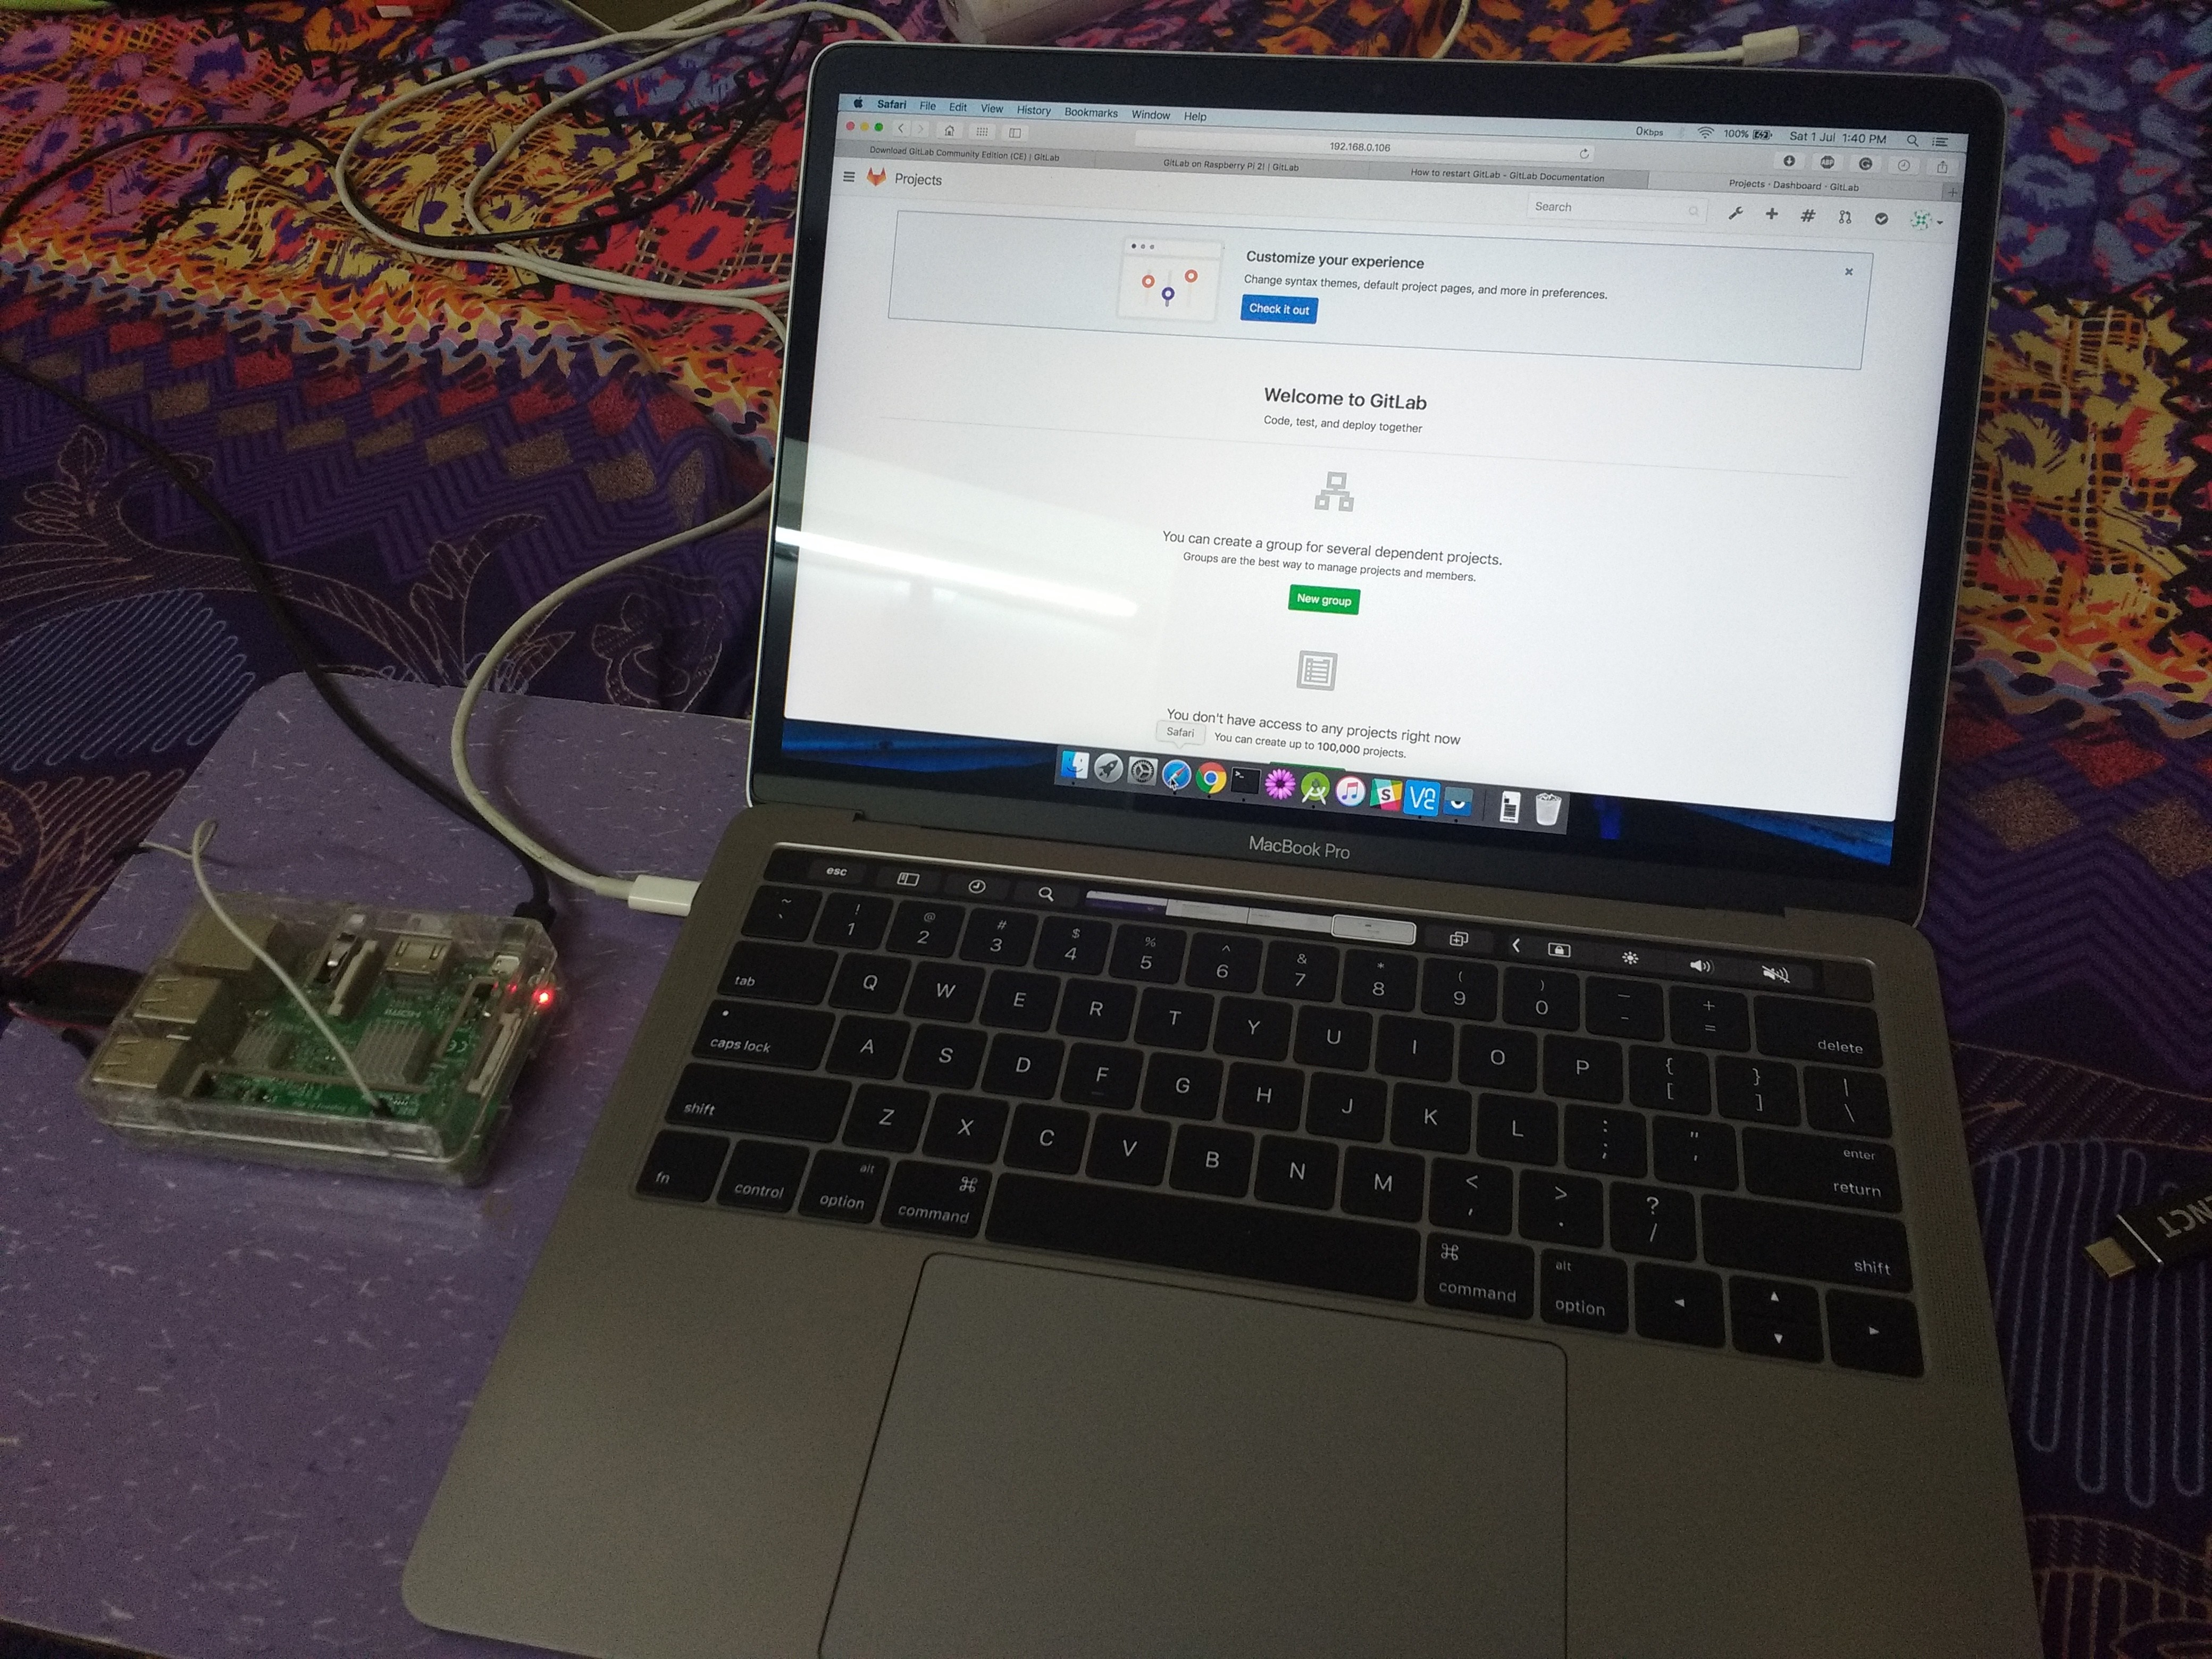 Safari File Edit View History Bookmarks Window Help
0Kbps 100% Sat 1 Jul 1:40 PM
192.168.0.106
Download GitLab Community Edition (CE) | GitLab
GitLab on Raspberry Pi 2! | GitLab
How to restart GitLab - GitLab Documentation
Projects · Dashboard · GitLab
Projects
Search
Customize your experience
Change syntax themes, default project pages, and more in preferences.
Check it out
Welcome to GitLab
Code, test, and deploy together
You can create a group for several dependent projects.
Groups are the best way to manage projects and members.
New group
You don't have access to any projects right now
You can create up to 100,000 projects.
Safari
MacBook Pro
esc
~ ! @ # $ % ^ & * ( ) _ +
` 1 2 3 4 5 6 7 8 9 0 - =
delete
tab Q W E R T Y U I O P { [ } ] | \
caps lock A S D F G H J K L : ; " ' enter return
shift Z X C V B N M < , > . ? / shift
fn control alt option ⌘ command ⌘ command alt option
HDMI
CE